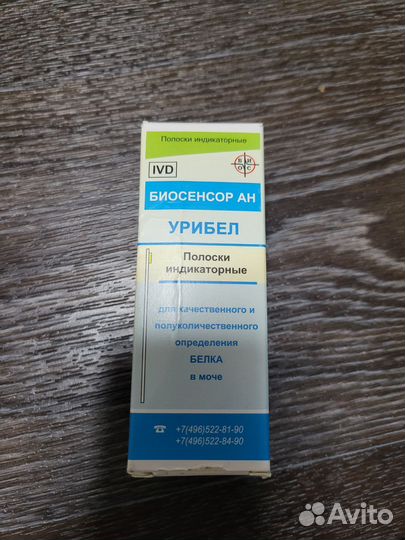 Полоски индикаторные
IVD
БИОСЕНСОР АН
УРИБЕЛ
Полоски
индикаторные
для качественного и
полуколичественного
определения
БЕЛКА
в моче
☎ +7(496)522-81-90
+7(496)522-84-90
Avito